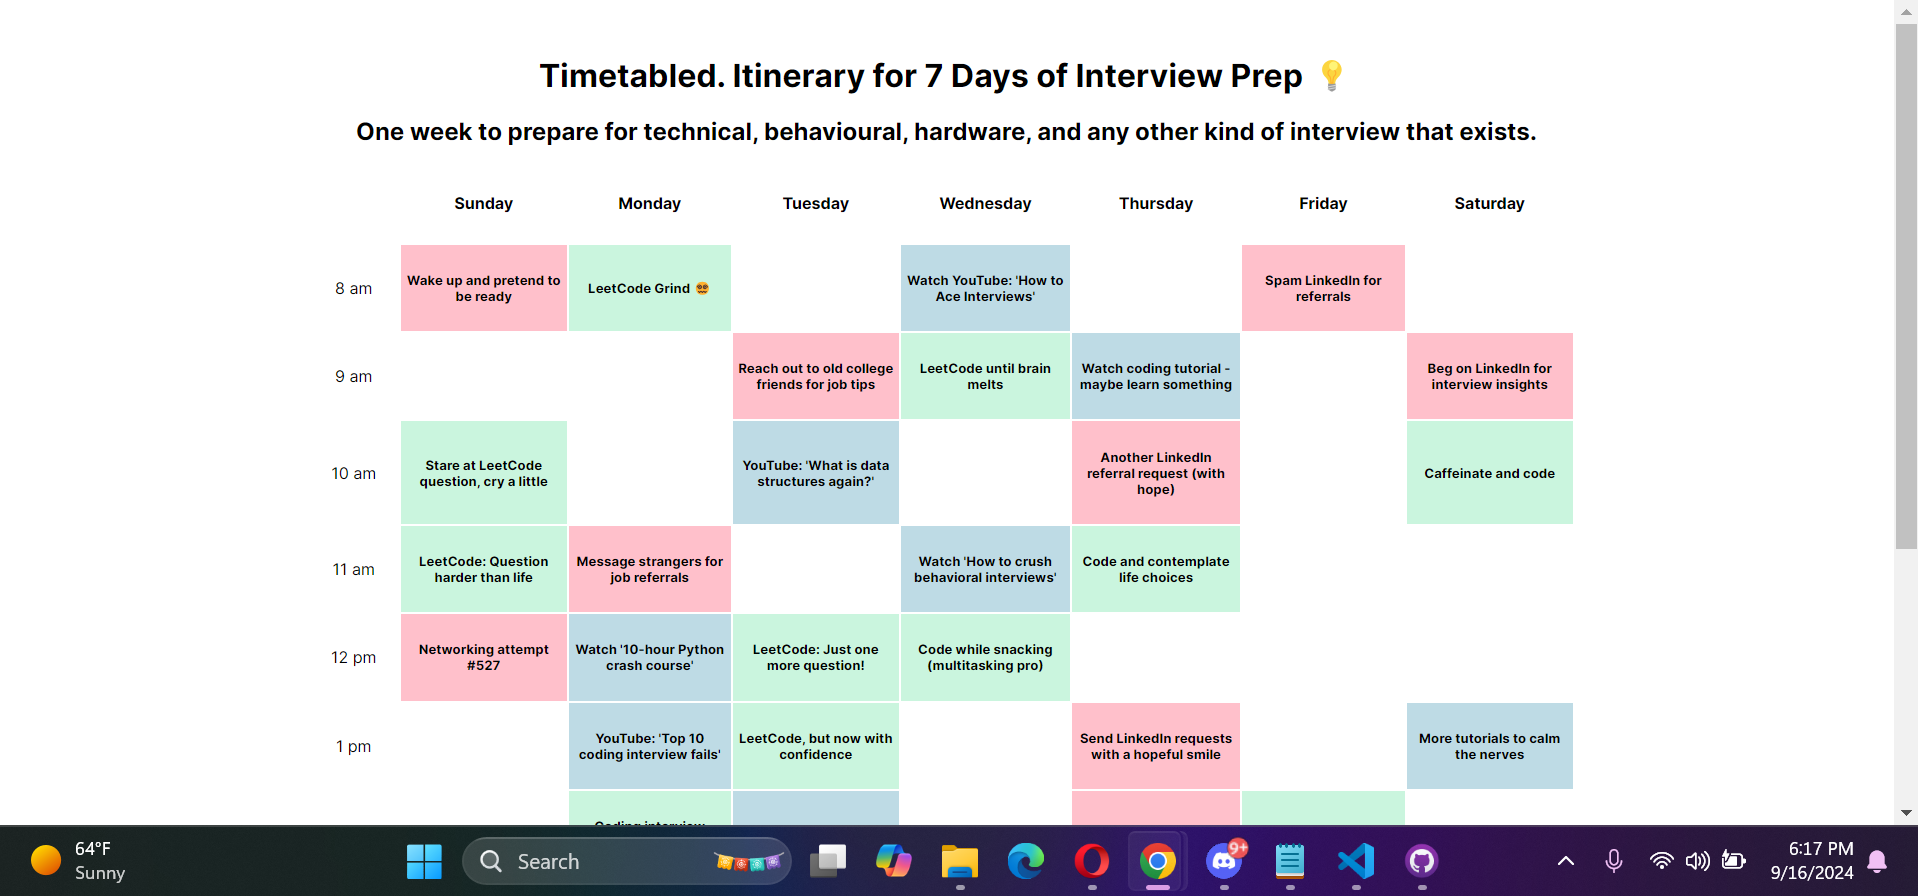 Timetabled. Itinerary for 7 Days of Interview Prep 💡
One week to prepare for technical, behavioural, hardware, and any other kind of interview that exists.
Sunday Monday Tuesday Wednesday Thursday Friday Saturday
8 am
Wake up and pretend to
be ready
LeetCode Grind 😵
Watch YouTube: 'How to
Ace Interviews'
Spam LinkedIn for
referrals
9 am
Reach out to old college
friends for job tips
LeetCode until brain
melts
Watch coding tutorial -
maybe learn something
Beg on LinkedIn for
interview insights
10 am
Stare at LeetCode
question, cry a little
YouTube: 'What is data
structures again?'
Another LinkedIn
referral request (with
hope)
Caffeinate and code
11 am
LeetCode: Question
harder than life
Message strangers for
job referrals
Watch 'How to crush
behavioral interviews'
Code and contemplate
life choices
12 pm
Networking attempt
#527
Watch '10-hour Python
crash course'
LeetCode: Just one
more question!
Code while snacking
(multitasking pro)
1 pm
YouTube: 'Top 10
coding interview fails'
LeetCode, but now with
confidence
Send LinkedIn requests
with a hopeful smile
More tutorials to calm
the nerves
Coding interview
64°F
Sunny
Search
9+
6:17 PM
9/16/2024